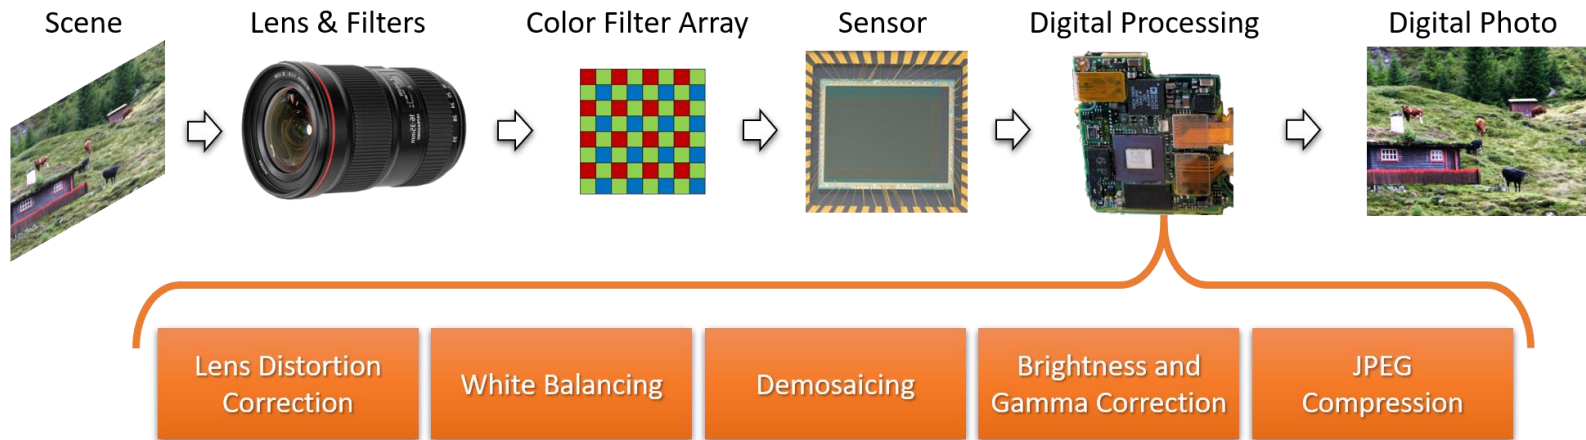 Scene
Lens & Filters
Color Filter Array
Sensor
Digital Processing
Digital Photo
Lens Distortion
Correction
White Balancing
Demosaicing
Brightness and
Gamma Correction
JPEG
Compression